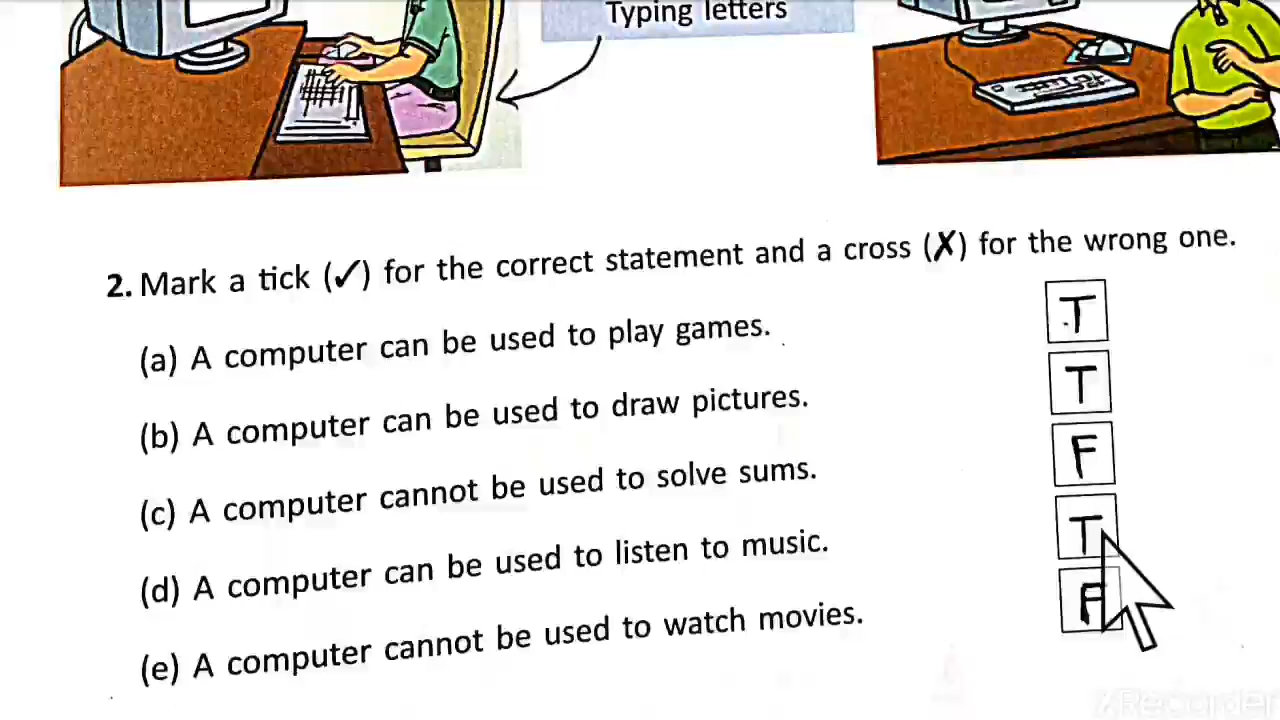 Typing letters
2. Mark a tick (✓) for the correct statement and a cross (✗) for the wrong one.
(a) A computer can be used to play games. T
(b) A computer can be used to draw pictures. T
(c) A computer cannot be used to solve sums. F
(d) A computer can be used to listen to music. T
(e) A computer cannot be used to watch movies. F
XRecorder